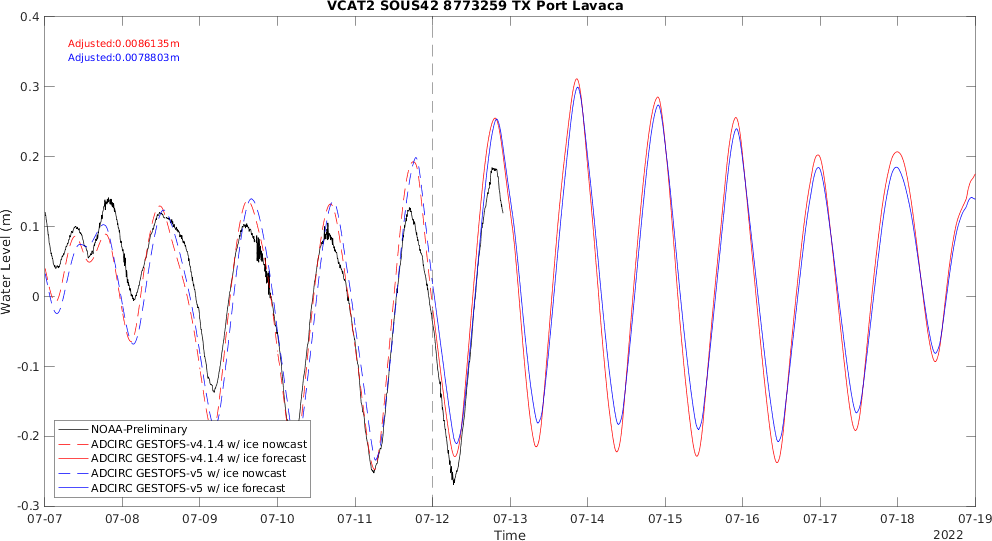 VCAT2 SOUS42 8773259 TX Port Lavaca
0.4
Adjusted:0.0086135m
Adjusted:0.0078803m
0.3
0.2
0.1
0
-0.1
-0.2
-0.3
Water Level (m)
NOAA-Preliminary
ADCIRC GESTOFS-v4.1.4 w/ ice nowcast
ADCIRC GESTOFS-v4.1.4 w/ ice forecast
ADCIRC GESTOFS-v5 w/ ice nowcast
ADCIRC GESTOFS-v5 w/ ice forecast
07-07 07-08 07-09 07-10 07-11 07-12 07-13 07-14 07-15 07-16 07-17 07-18 07-19
Time
2022